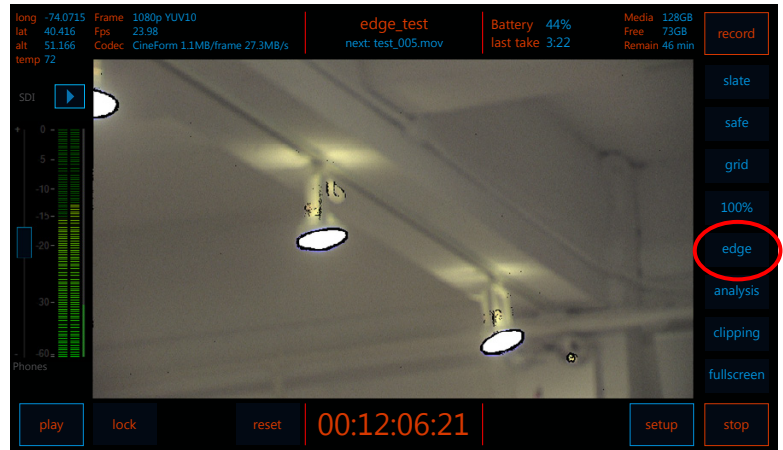 long -74.0715
lat 40.416
alt 51.166
temp 72
Frame 1080p YUV10
Fps 23.98
Codec CineForm 1.1MB/frame 27.3MB/s
edge_test
next: test_005.mov
Battery 44%
last take 3:22
Media 128GB
Free 73GB
Remain 46 min
record
SDI
+ 0 -
5 -
-10-
-15-
-20-
30-
- -60-
Phones
slate
safe
grid
100%
edge
analysis
clipping
fullscreen
play
lock
reset
00:12:06:21
setup
stop